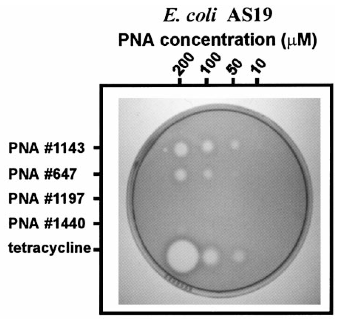 E. coli AS19
PNA concentration (µM)
200 100 50 10
PNA #1143
PNA #647
PNA #1197
PNA #1440
tetracycline